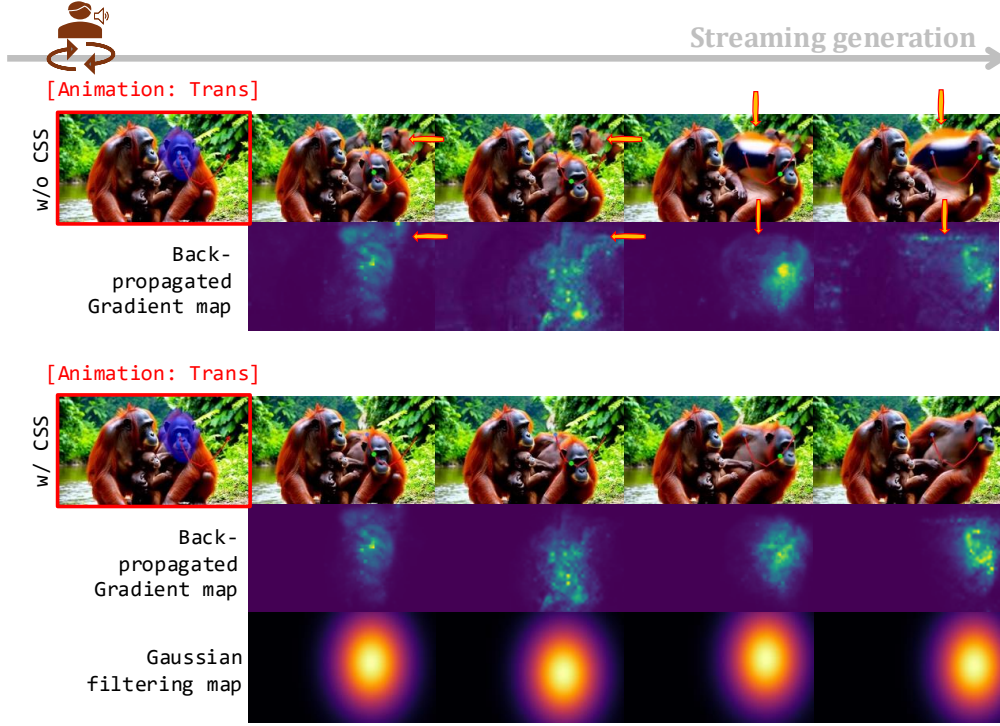 Streaming generation
[Animation: Trans]
w/o CSS
Back-
propagated
Gradient map
[Animation: Trans]
w/ CSS
Back-
propagated
Gradient map
Gaussian
filtering map